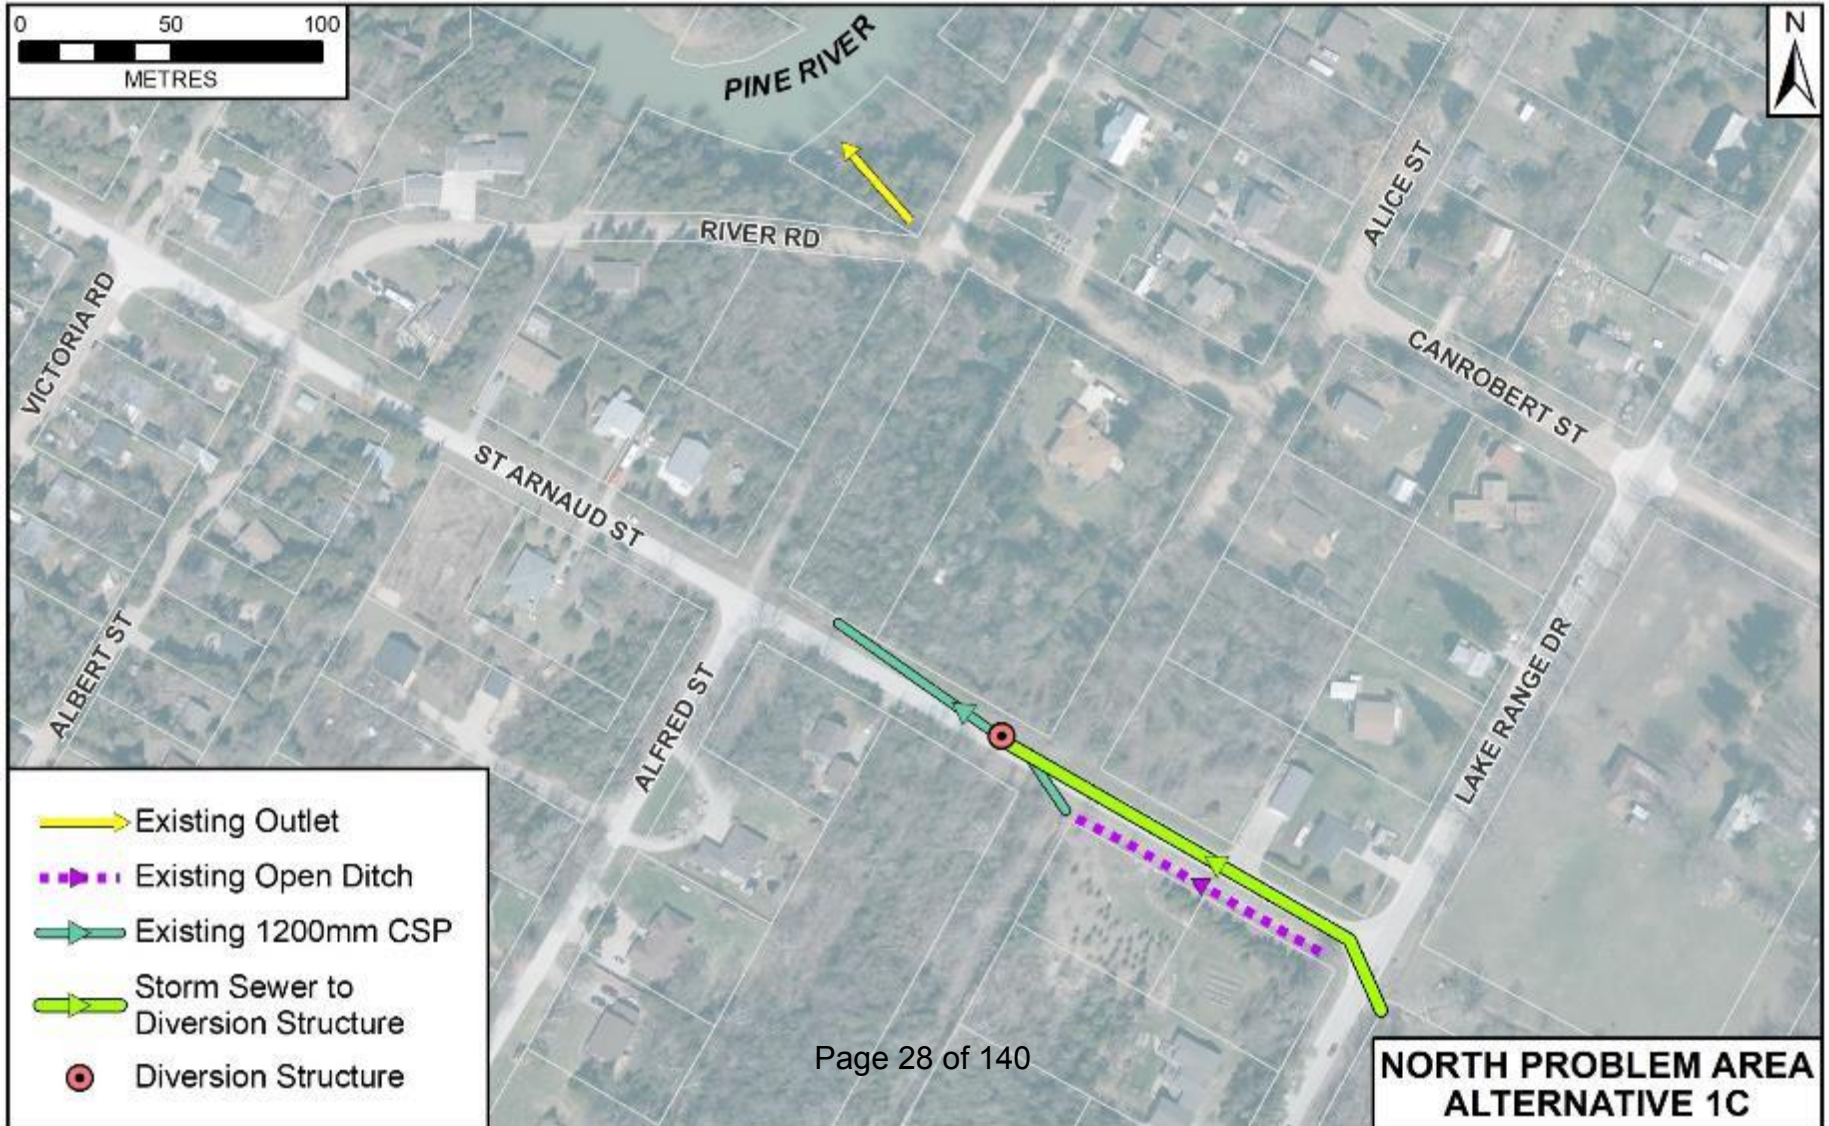 0 50 100
METRES
N
PINE RIVER
RIVER RD
ALICE ST
CANROBERT ST
VICTORIA RD
ST ARNAUD ST
ALBERT ST
ALFRED ST
LAKE RANGE DR
Existing Outlet
Existing Open Ditch
Existing 1200mm CSP
Storm Sewer to
Diversion Structure
Diversion Structure
Page 28 of 140
NORTH PROBLEM AREA
ALTERNATIVE 1C